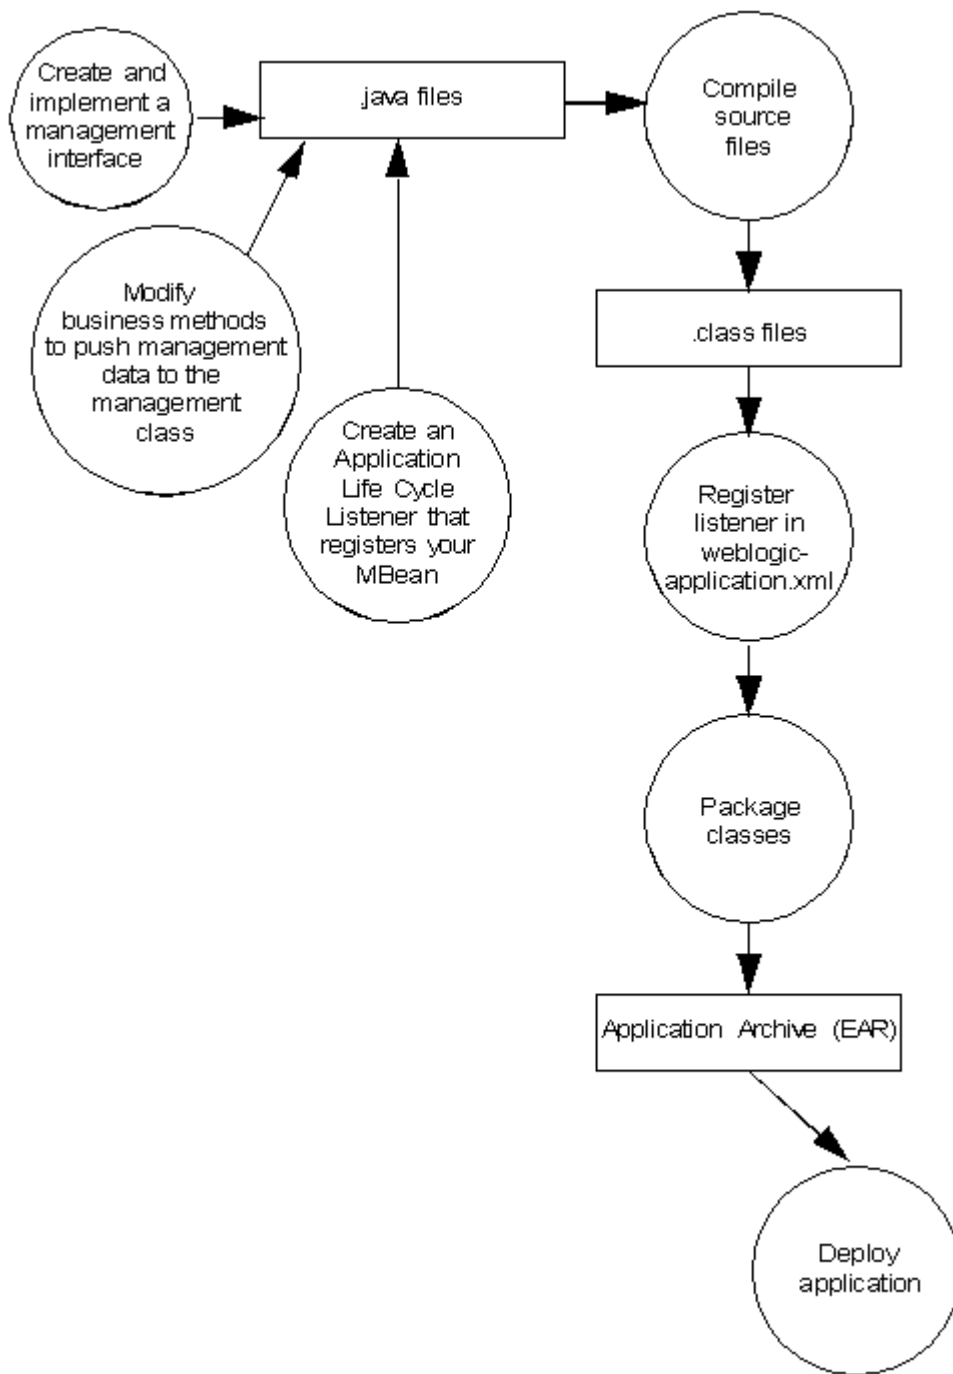 Create and
implement a
management
interface
.java files
Compile
source
files
Modify
business methods
to push management
data to the
management
class
Create an
Application
Life Cycle
Listener that
registers your
MBean
.class files
Register
listener in
weblogic-
application.xml
Package
classes
Application Archive (EAR)
Deploy
application